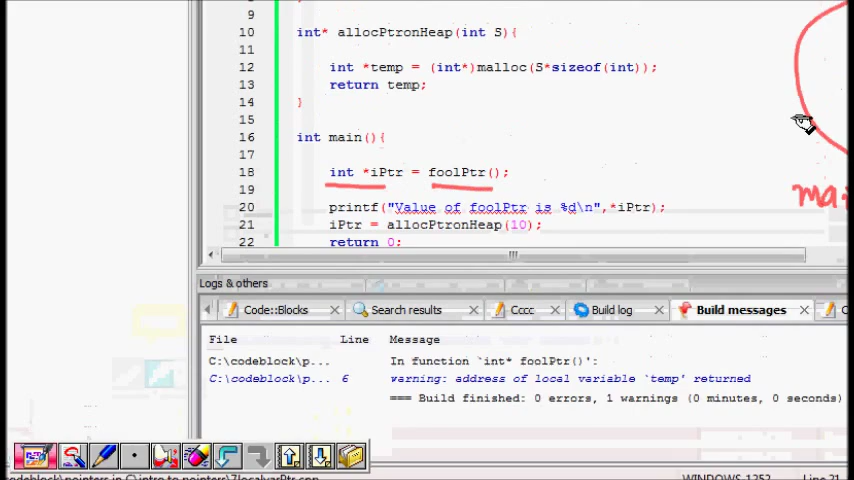 9
10 int* allocPtronHeap(int S){
11
12 int *temp = (int*)malloc(S*sizeof(int));
13 return temp;
14 }
15
16 int main(){
17
18 int *iPtr = foolPtr();
19
20 printf("Value of foolPtr is %d\n",*iPtr);
21 iPtr = allocPtronHeap(10);
22 return 0;
Logs & others
Code::Blocks Search results Cccc Build log Build messages
File Line Message
C:\codeblock\p... In function `int* foolPtr()':
C:\codeblock\p... 6 warning: address of local variable `temp' returned
=== Build finished: 0 errors, 1 warnings (0 minutes, 0 seconds)
mai
WINDOWS-1252 Line 21